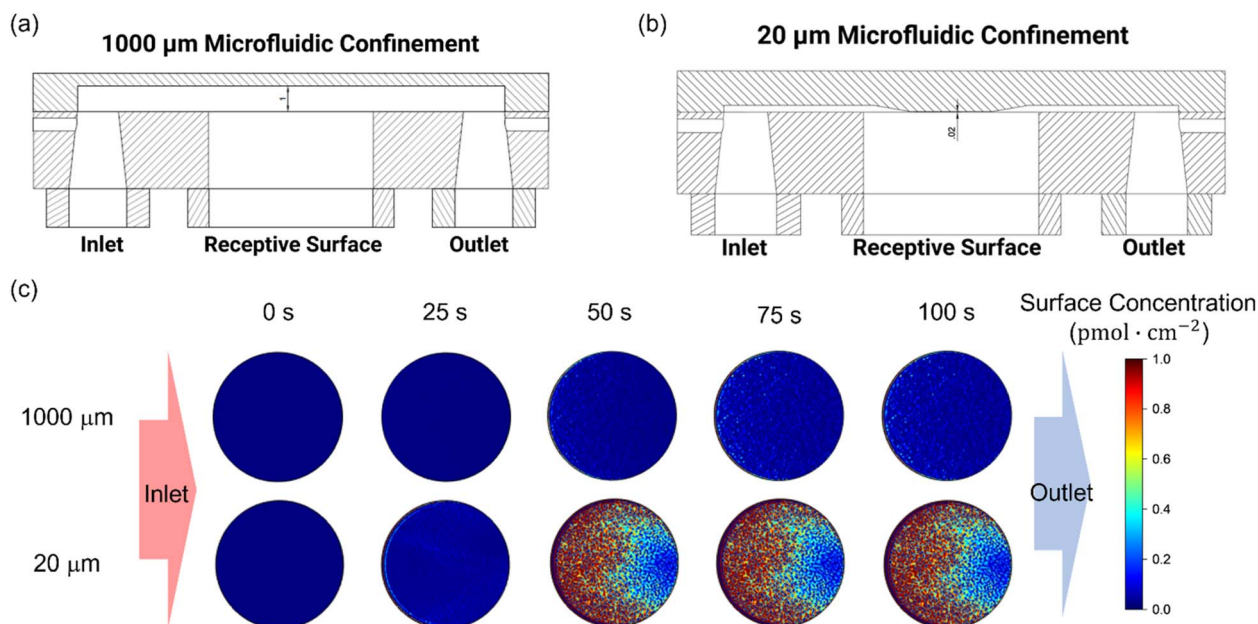 (a)
1000 μm Microfluidic Confinement
1
Inlet
Receptive Surface
Outlet
(b)
20 μm Microfluidic Confinement
.02
Inlet
Receptive Surface
Outlet
(c)
0 s
25 s
50 s
75 s
100 s
Surface Concentration
(pmol · cm⁻²)
1000 μm
20 μm
Inlet
Outlet
1.0
0.8
0.6
0.4
0.2
0.0